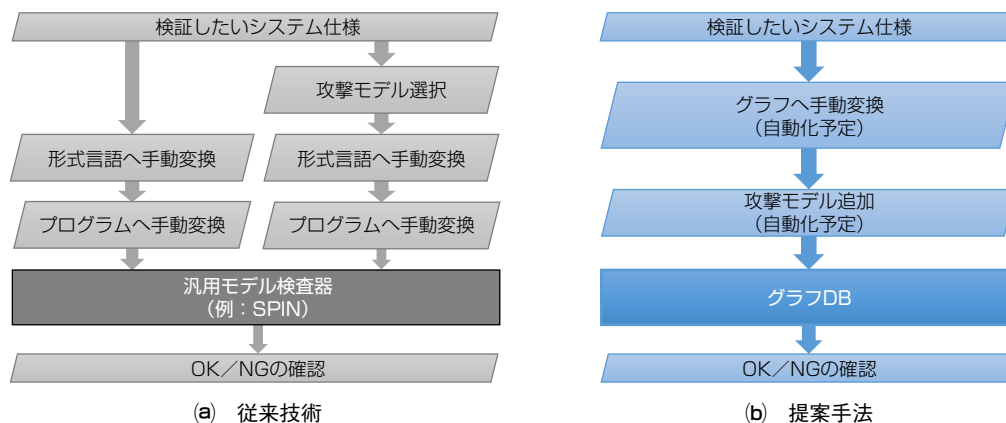 検証したいシステム仕様
攻撃モデル選択
形式言語へ手動変換
形式言語へ手動変換
プログラムへ手動変換
プログラムへ手動変換
汎用モデル検査器
（例：SPIN）
OK／NGの確認
(a) 従来技術
検証したいシステム仕様
グラフへ手動変換
（自動化予定）
攻撃モデル追加
（自動化予定）
グラフDB
OK／NGの確認
(b) 提案手法